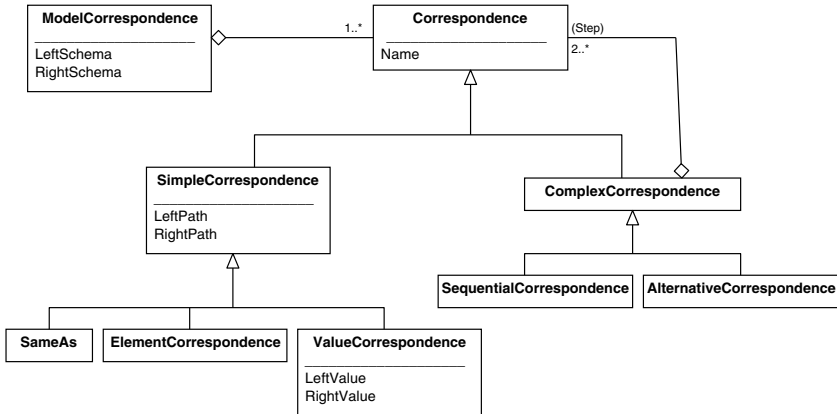 ModelCorrespondence
LeftSchema
RightSchema
1..*
Correspondence
Name
(Step)
2..*
SimpleCorrespondence
LeftPath
RightPath
ComplexCorrespondence
SequentialCorrespondence
AlternativeCorrespondence
SameAs
ElementCorrespondence
ValueCorrespondence
LeftValue
RightValue